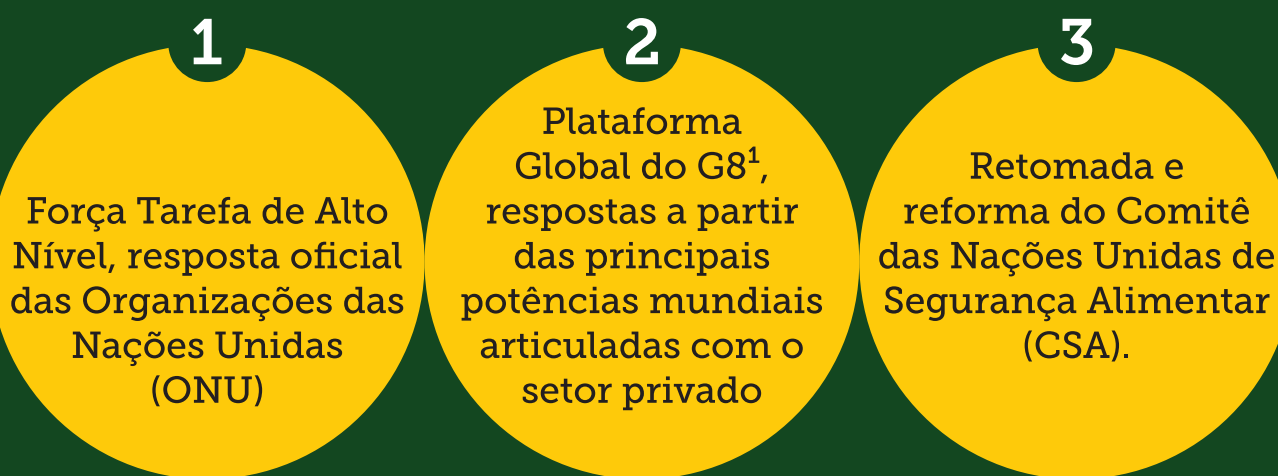 1
Força Tarefa de Alto
Nível, resposta oficial
das Organizações das
Nações Unidas
(ONU)
2
Plataforma
Global do G8¹,
respostas a partir
das principais
potências mundiais
articuladas com o
setor privado
3
Retomada e
reforma do Comitê
das Nações Unidas de
Segurança Alimentar
(CSA).